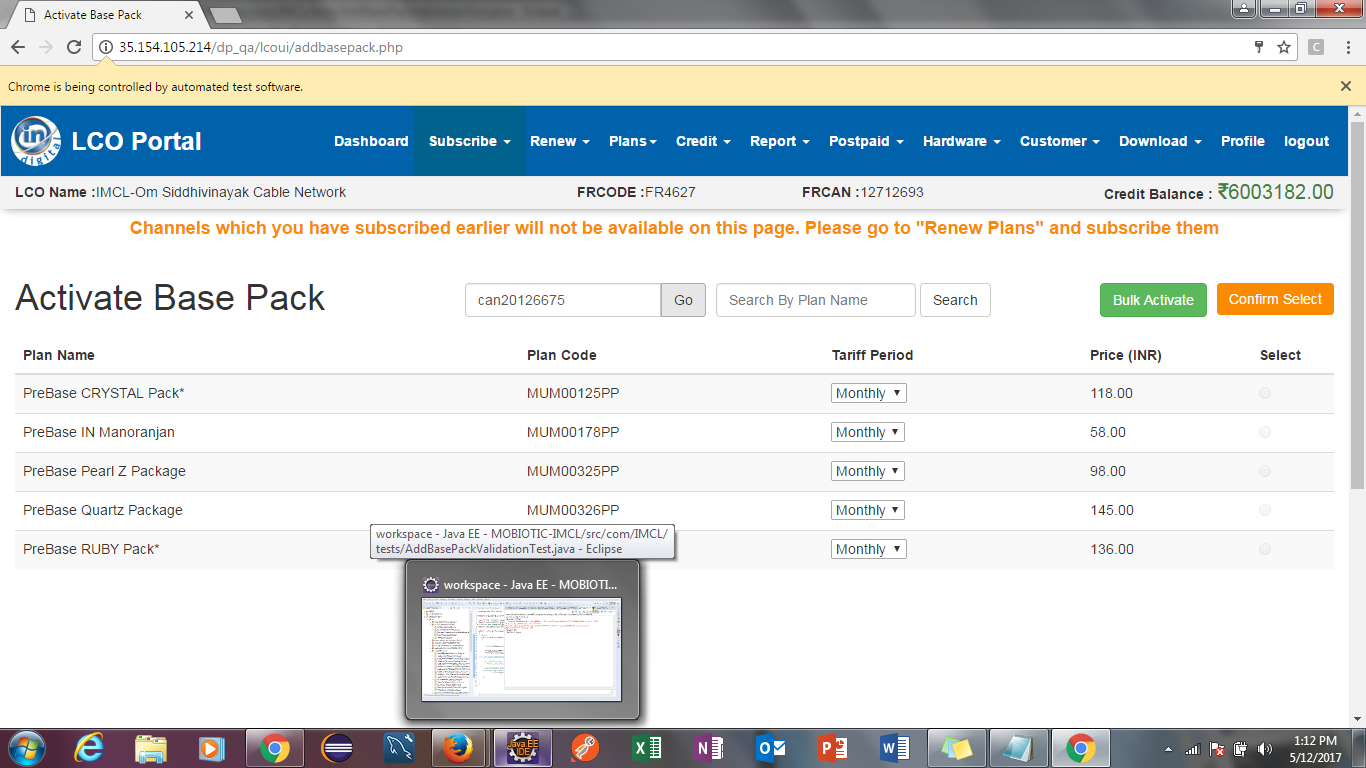 Activate Base Pack
35.154.105.214/dp_qa/lcoui/addbasepack.php
Chrome is being controlled by automated test software.
in digital LCO Portal Dashboard Subscribe Renew Plans Credit Report Postpaid Hardware Customer Download Profile logout
LCO Name :IMCL-Om Siddhivinayak Cable Network FRCODE :FR4627 FRCAN :12712693 Credit Balance : ₹6003182.00
Channels which you have subscribed earlier will not be available on this page. Please go to "Renew Plans" and subscribe them
Activate Base Pack can20126675 Go Search By Plan Name Search Bulk Activate Confirm Select
Plan Name Plan Code Tariff Period Price (INR) Select
PreBase CRYSTAL Pack* MUM00125PP Monthly 118.00
PreBase IN Manoranjan MUM00178PP Monthly 58.00
PreBase Pearl Z Package MUM00325PP Monthly 98.00
PreBase Quartz Package MUM00326PP Monthly 145.00
PreBase RUBY Pack* Monthly 136.00
workspace - Java EE - MOBIOTIC-IMCL/src/com/IMCL/
tests/AddBasePackValidationTest.java - Eclipse
workspace - Java EE - MOBIOTI...
Java EE
IDE
1:12 PM
5/12/2017